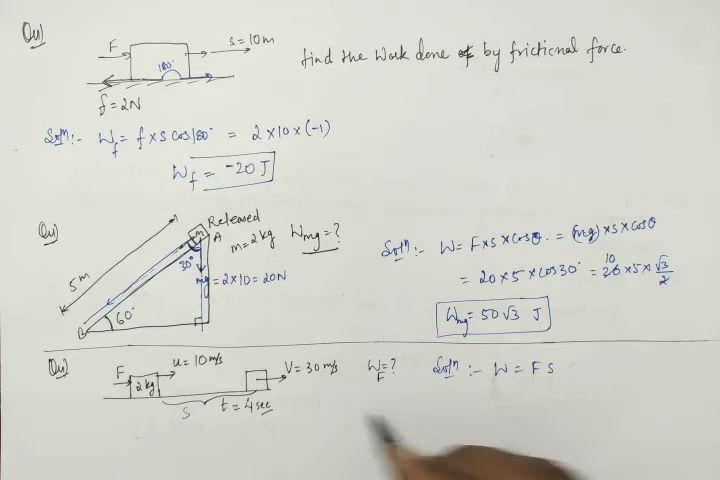 Qu)
F s = 10m
180°
f = 2N
find the work done by frictional force.
Soln:- Wf = f × s cos180° = 2 × 10 × (-1)
Wf = -20 J
Qu)
Released
M A m = 2 kg Wmg = ?
5m
30°
mg = 2×10 = 20N
60°
B
Soln:- W = F × s × cosθ. = (mg) × s × cosθ
= 20 × 5 × cos30° = 20 10 × 5 × √3/2
Wmg = 50√3 J
Qu)
F 2 kg u = 10 m/s V = 30 m/s
S t = 4 sec
WF = ?
Soln:- W = F s